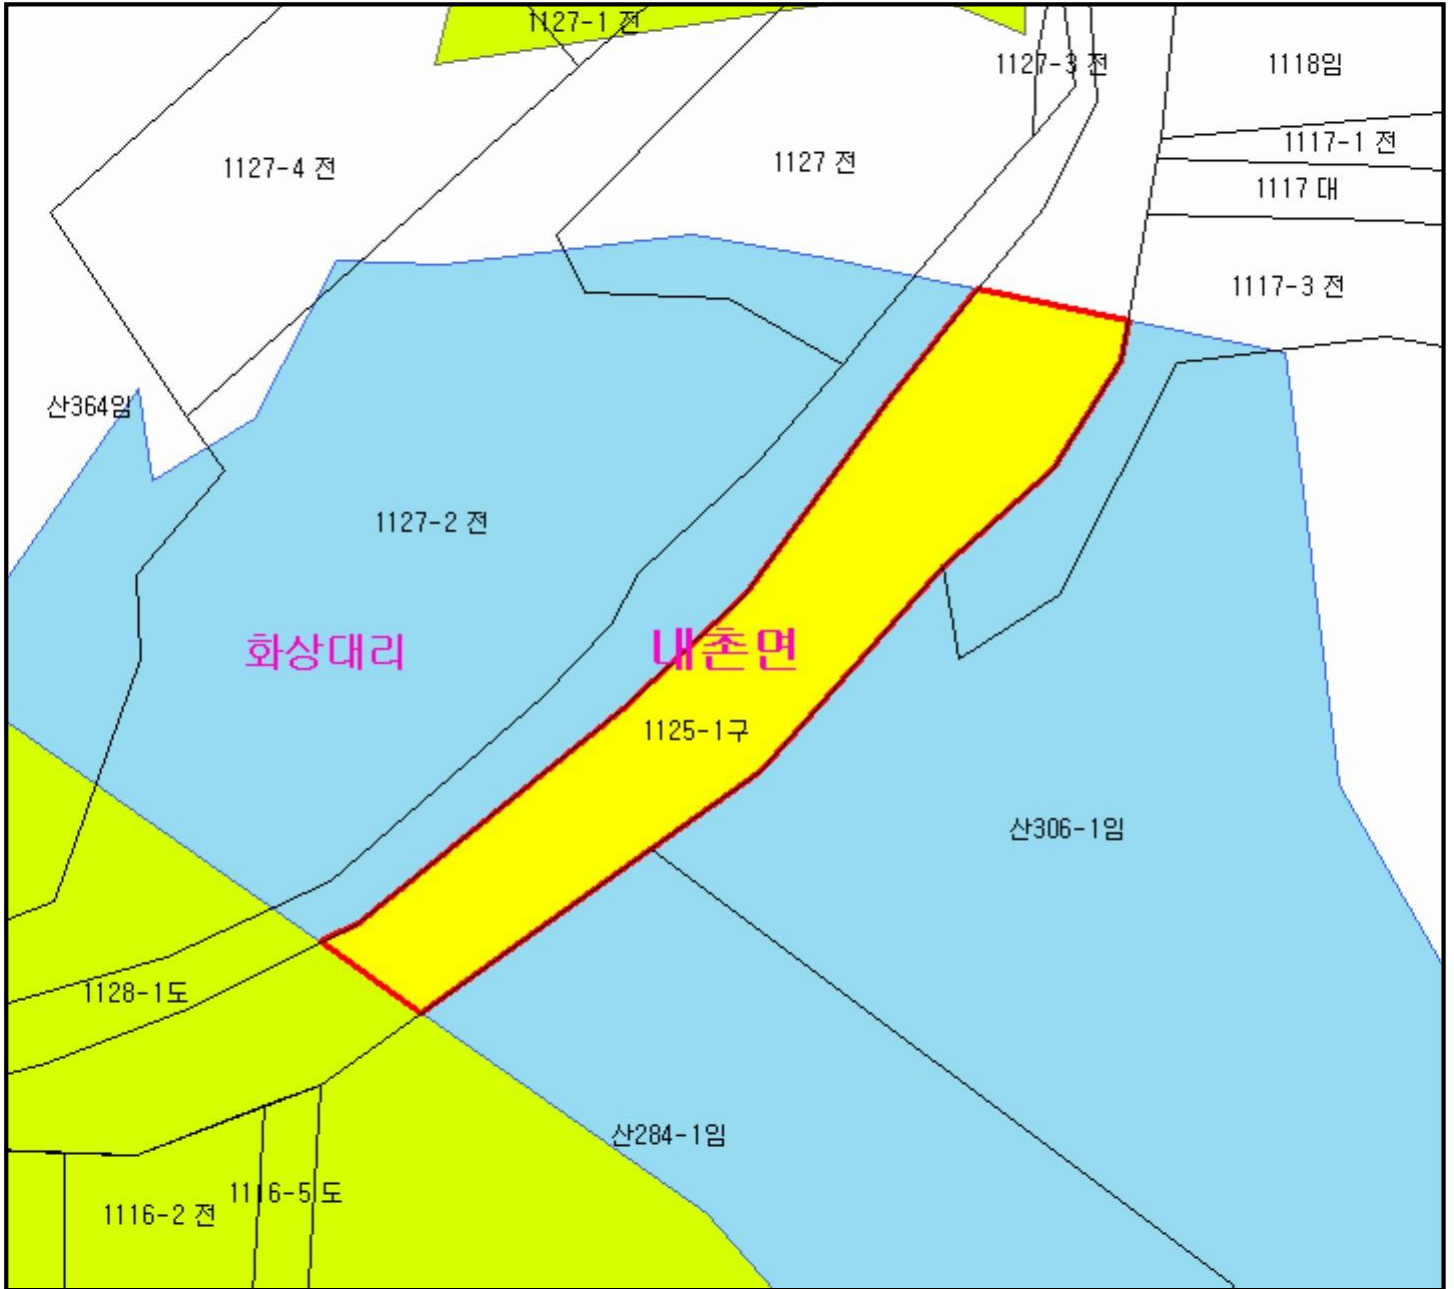 1127-1 전
1127-3 전
1118임
1117-1 전
1127-4 전
1127 전
1117 대
1117-3 전
산364임
1127-2 전
화상대리
내촌면
1125-1구
산306-1임
1128-1도
산284-1임
1116-5 도
1116-2 전